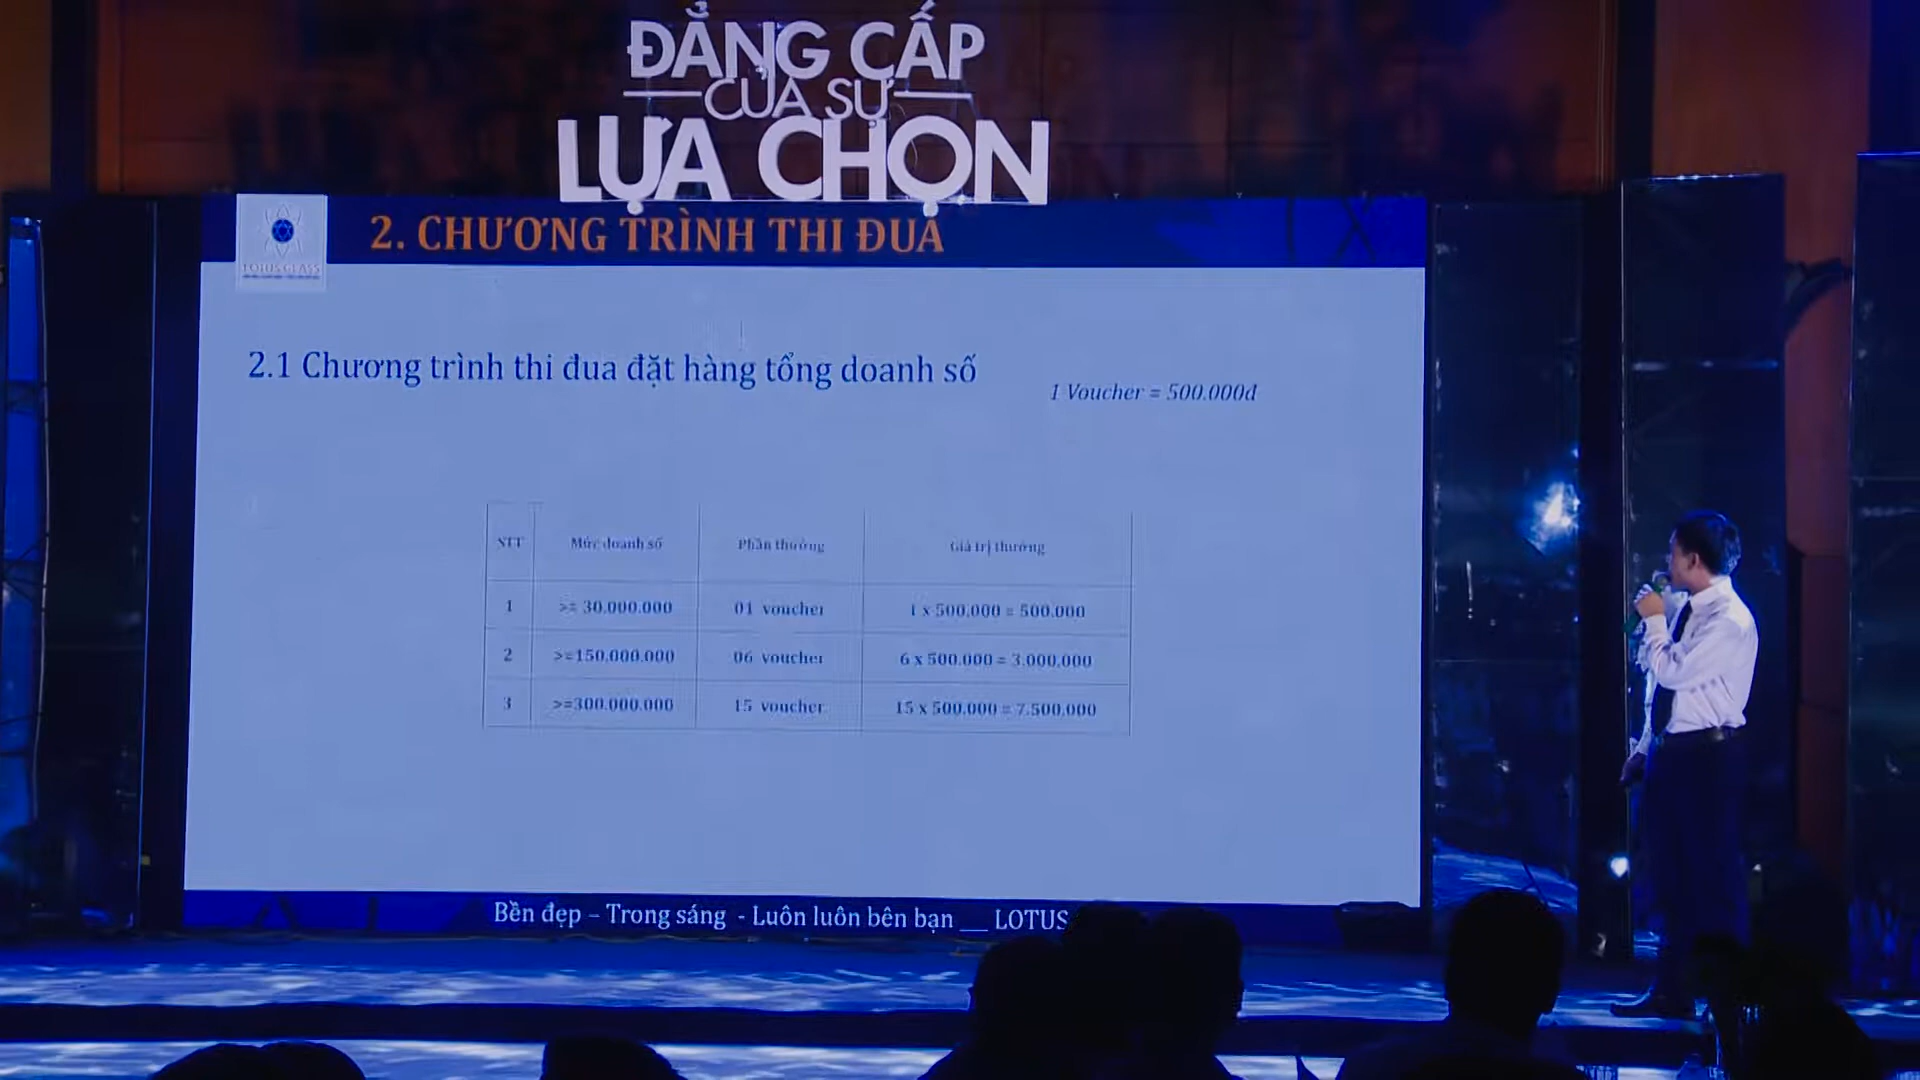 ĐẲNG CẤP
CỦA SỰ
LỰA CHỌN
LOTUS GLASS
2. CHƯƠNG TRÌNH THI ĐUA
2.1 Chương trình thi đua đặt hàng tổng doanh số
1 Voucher = 500.000đ
STT Mức doanh số Phần thưởng Giá trị thưởng
1 >= 30.000.000 01 voucher 1 x 500.000 = 500.000
2 >=150.000.000 06 voucher 6 x 500.000 = 3.000.000
3 >=300.000.000 15 voucher 15 x 500.000 = 7.500.000
Bền đẹp – Trong sáng - Luôn luôn bên bạn __ LOTUS